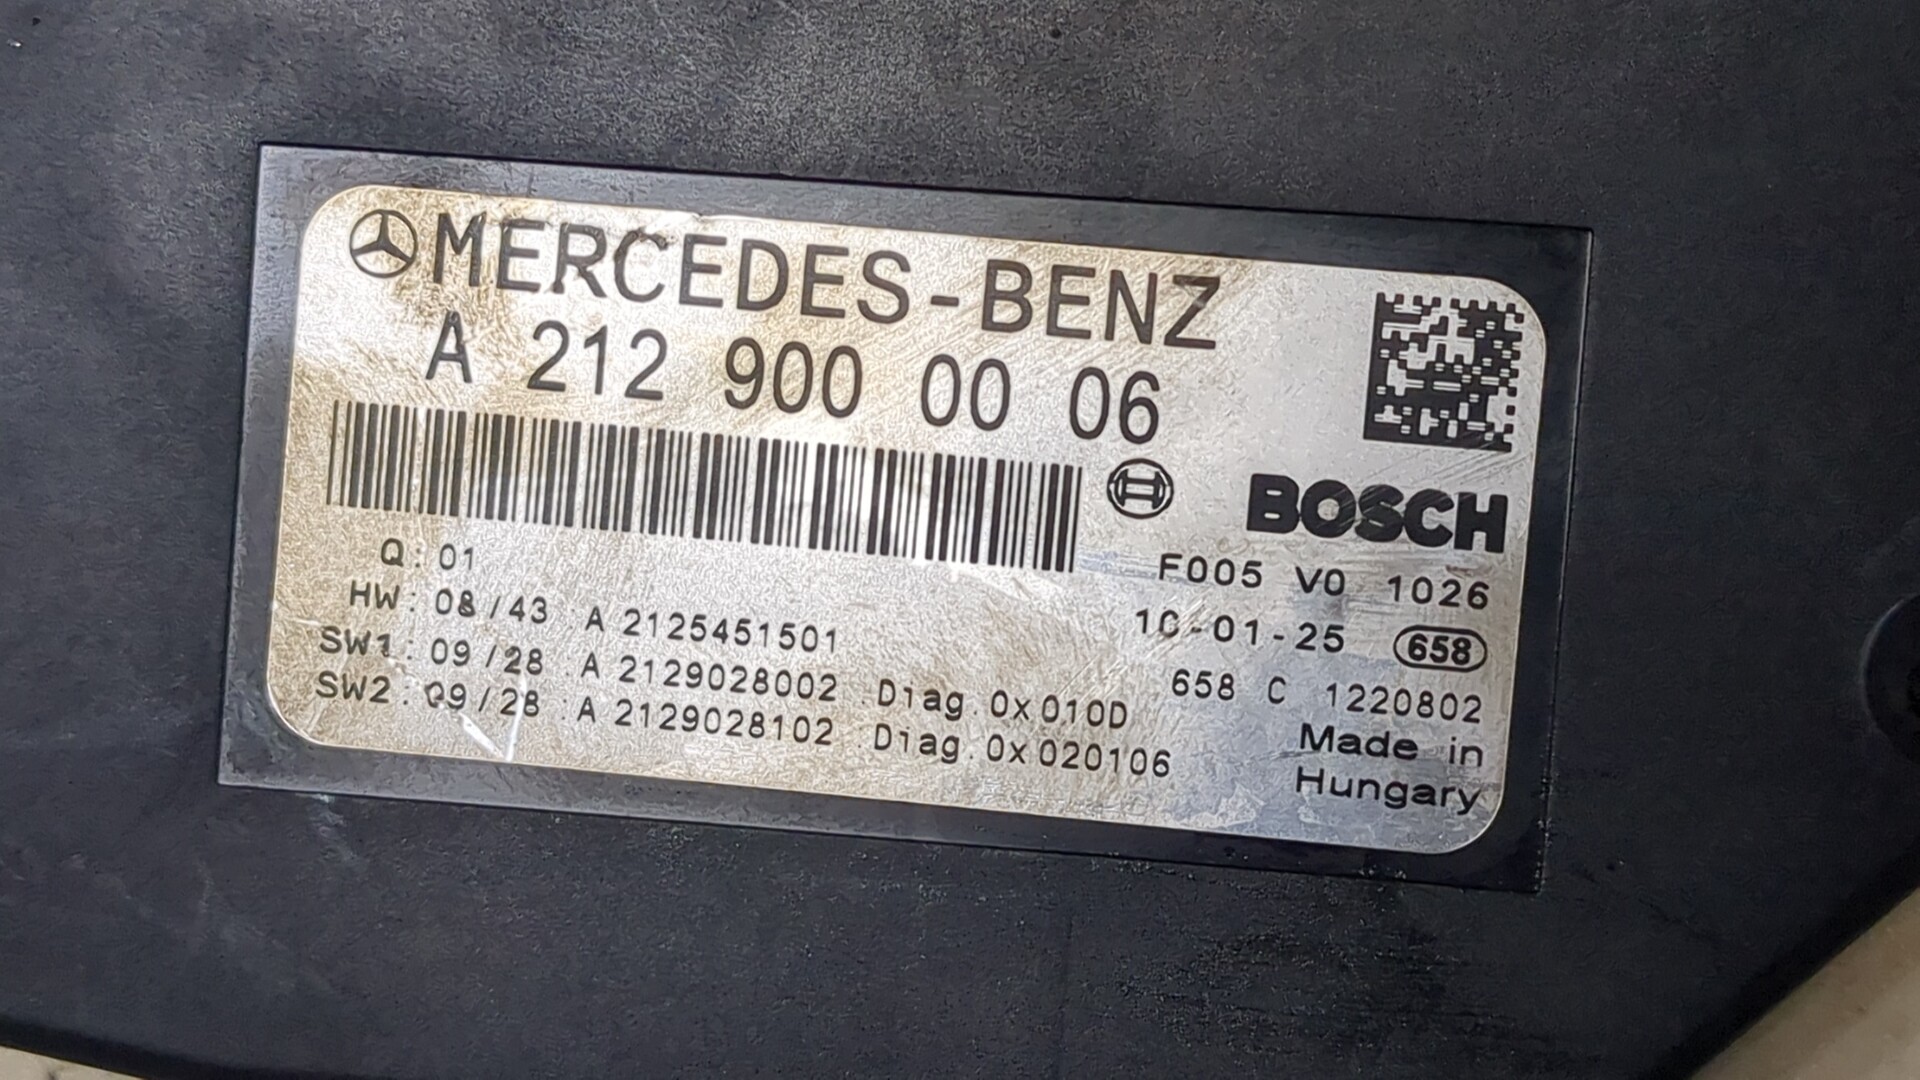 MERCEDES-BENZ
A 212 900 00 06
BOSCH
F005 V0 1026
10-01-25 658
658 C 1220802
Made in
Hungary
Q: 01
HW: 08/43 :A 2125451501
SW1: 09/28 :A 2129028002 :Diag.0x010D
SW2: 09/28 :A 2129028102 :Diag.0x020106